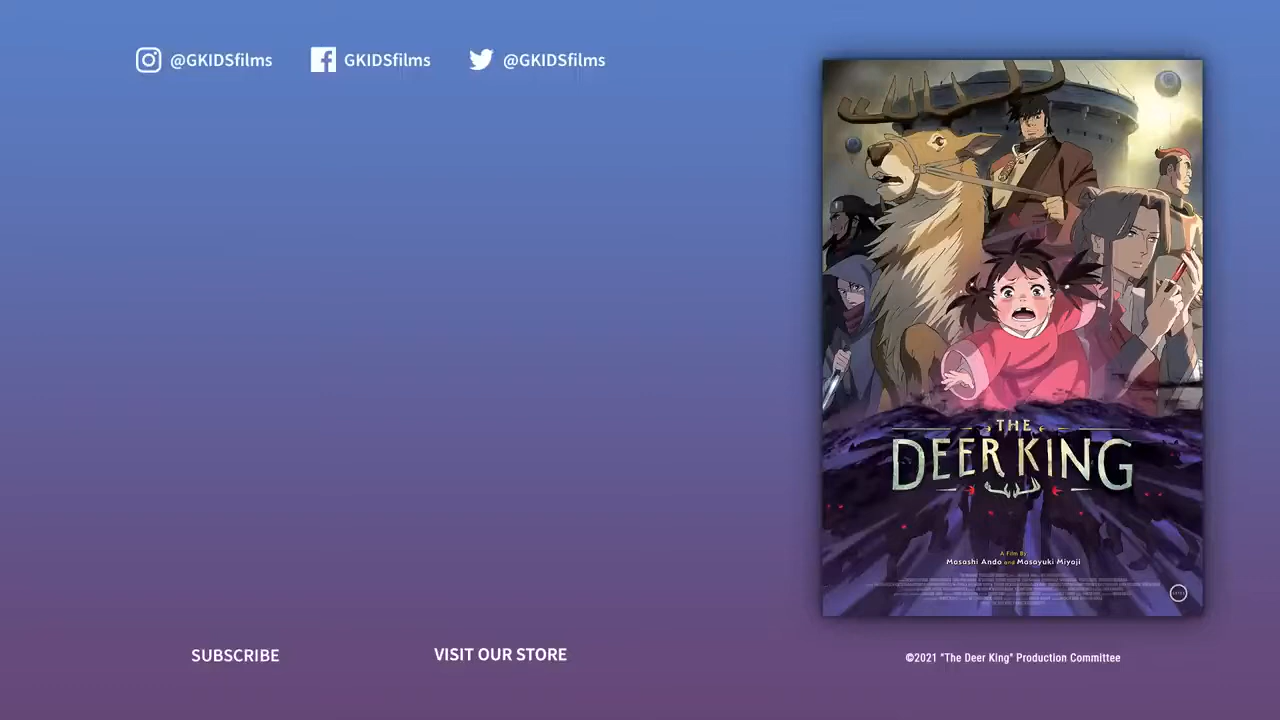 @GKIDSfilms GKIDSfilms @GKIDSfilms
THE
DEER KING
A Film By
Masashi Ando and Masayuki Miyaji
SUBSCRIBE
VISIT OUR STORE
©2021 "The Deer King" Production Committee